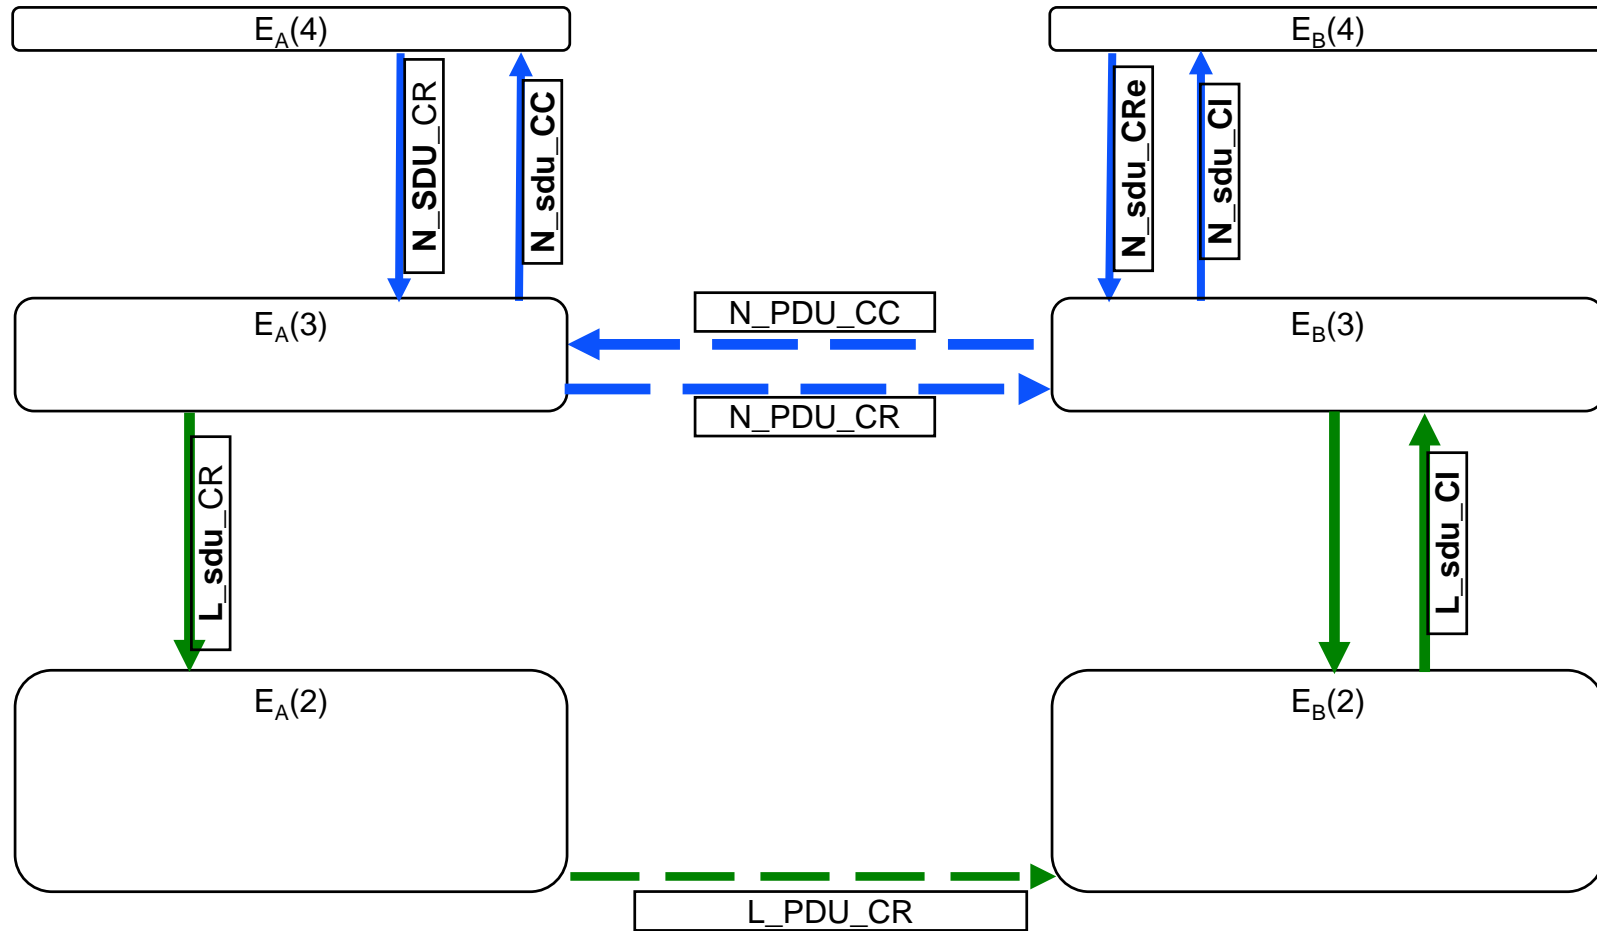 E_A(4)
E_B(4)
N_SDU_CR
N_sdu_CC
N_sdu_CRe
N_sdu_CI
E_A(3)
N_PDU_CC
E_B(3)
N_PDU_CR
L_sdu_CR
L_sdu_CI
E_A(2)
E_B(2)
L_PDU_CR